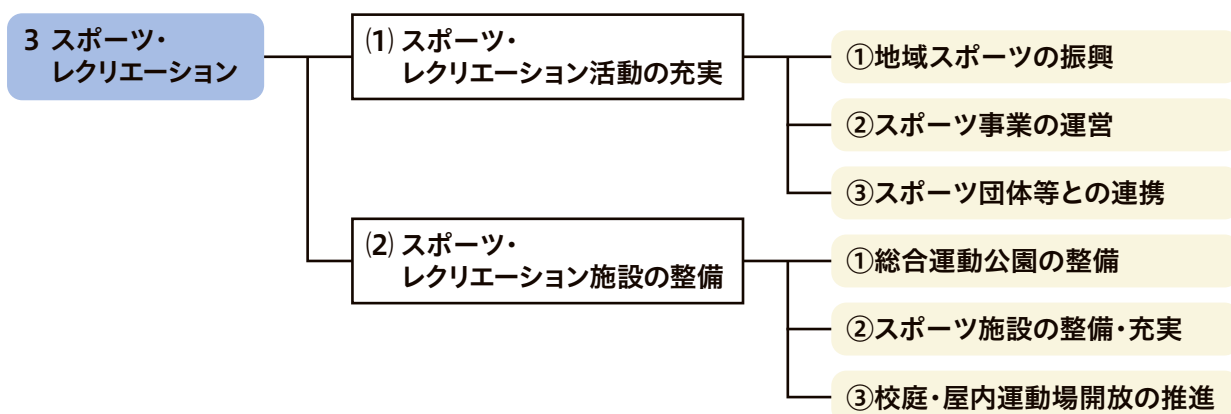 3 スポーツ・
レクリエーション
⑴ スポーツ・
レクリエーション活動の充実
①地域スポーツの振興
②スポーツ事業の運営
③スポーツ団体等との連携
⑵ スポーツ・
レクリエーション施設の整備
①総合運動公園の整備
②スポーツ施設の整備・充実
③校庭・屋内運動場開放の推進